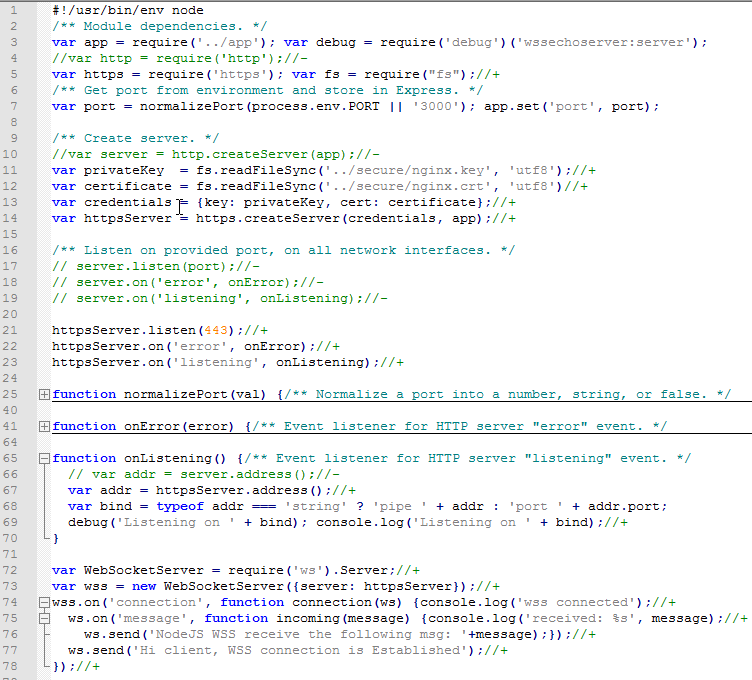 1 #!/usr/bin/env node
2 /** Module dependencies. */
3 var app = require('../app'); var debug = require('debug')('wssechoserver:server');
4 //var http = require('http');//-
5 var https = require('https'); var fs = require("fs");//+
6 /** Get port from environment and store in Express. */
7 var port = normalizePort(process.env.PORT || '3000'); app.set('port', port);
8
9 /** Create server. */
10 //var server = http.createServer(app);//-
11 var privateKey  = fs.readFileSync('../secure/nginx.key', 'utf8');//+
12 var certificate = fs.readFileSync('../secure/nginx.crt', 'utf8')//+
13 var credentials = {key: privateKey, cert: certificate};//+
14 var httpsServer = https.createServer(credentials, app);//+
15
16 /** Listen on provided port, on all network interfaces. */
17 // server.listen(port);//-
18 // server.on('error', onError);//-
19 // server.on('listening', onListening);//-
20
21 httpsServer.listen(443);//+
22 httpsServer.on('error', onError);//+
23 httpsServer.on('listening', onListening);//+
24
25 function normalizePort(val) {/** Normalize a port into a number, string, or false. */
40
41 function onError(error) {/** Event listener for HTTP server "error" event. */
64
65 function onListening() {/** Event listener for HTTP server "listening" event. */
66   // var addr = server.address();//-
67   var addr = httpsServer.address();//+
68   var bind = typeof addr === 'string' ? 'pipe ' + addr : 'port ' + addr.port;
69   debug('Listening on ' + bind); console.log('Listening on ' + bind);//+
70 }
71
72 var WebSocketServer = require('ws').Server;//+
73 var wss = new WebSocketServer({server: httpsServer});//+
74 wss.on('connection', function connection(ws) {console.log('wss connected');//+
75   ws.on('message', function incoming(message) {console.log('received: %s', message);//+
76     ws.send('NodeJS WSS receive the following msg: '+message);});//+
77   ws.send('Hi client, WSS connection is Established');//+
78 });//+